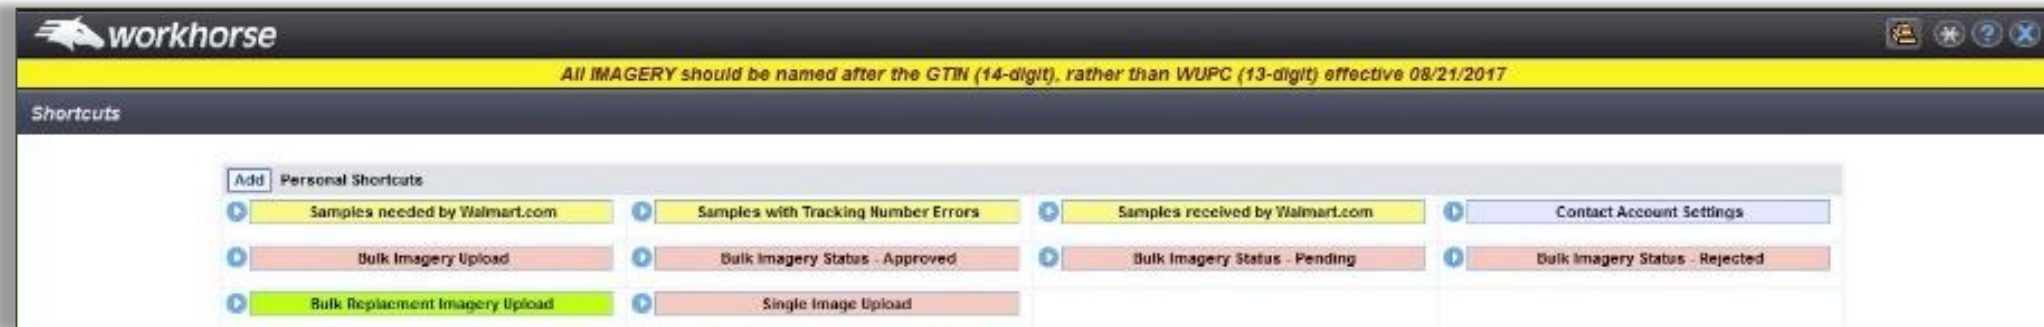 workhorse
All IMAGERY should be named after the GTIN (14-digit), rather than WUPC (13-digit) effective 08/21/2017
Shortcuts
Add Personal Shortcuts
Samples needed by Walmart.com Samples with Tracking Number Errors Samples received by Walmart.com Contact Account Settings
Bulk Imagery Upload Bulk Imagery Status - Approved Bulk Imagery Status - Pending Bulk Imagery Status - Rejected
Bulk Replacment Imagery Upload Single Image Upload